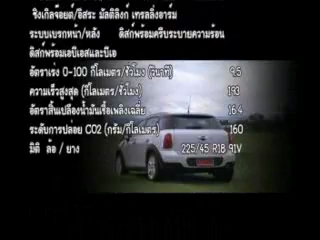 ซิงเกิลจ้อยต์/อิสระ มัลติลิงก์ เทรลลิ่งอาร์ม
ระบบเบรกหน้า/หลัง ดิสก์พร้อมครีบระบายความร้อน
ดิสก์พร้อมเอบีเอสและบีเอ
อัตราเร่ง 0-100 กิโลเมตร/ชั่วโมง (วินาที) 9.5
ความเร็วสูงสุด (กิโลเมตร/ชั่วโมง) 193
อัตราสิ้นเปลืองน้ำมันเชื้อเพลิงเฉลี่ย 16.4
ระดับการปล่อย CO2 (กรัม/กิโลเมตร) 160
มิติ ล้อ / ยาง 225/45 R18 91V